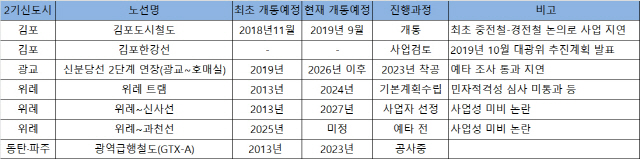 2기신도시 노선명 최초 개통예정 현재 개통예정 진행과정 비고
김포 김포도시철도 2018년11월 2019년 9월 개통 최초 중전철-경전철 논의로 사업 지연
김포 김포한강선 - - 사업검토 2019년 10월 대광위 추진계획 발표
광교 신분당선 2단계 연장(광교~호매실) 2019년 2026년 이후 2023년 착공 예타 조사 통과 지연
위례 위례 트램 2013년 2024년 기본계획수립 민자적격성 심사 미통과 등
위례 위례~신사선 2013년 2027년 사업자 선정 사업성 미비 논란
위례 위례~과천선 2025년 미정 예타 전 사업성 미비 논란
동탄·파주 광역급행철도(GTX-A) 2013년 2023년 공사중